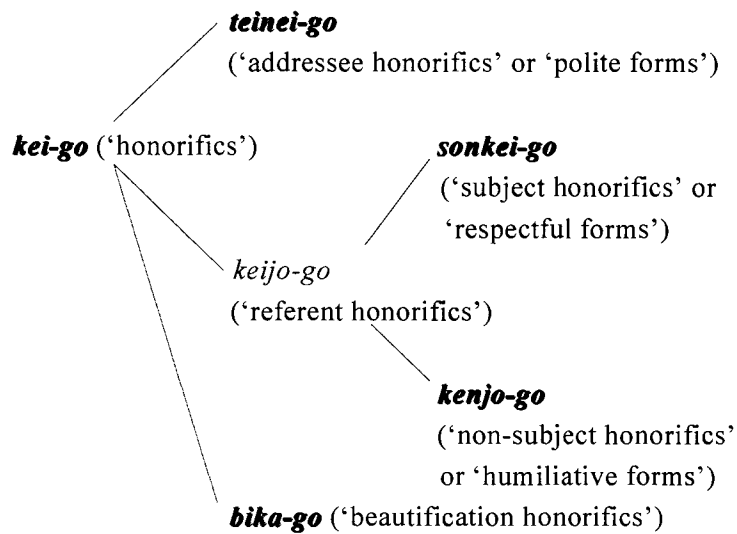 teinei-go
(‘addressee honorifics’ or ‘polite forms’)
kei-go (‘honorifics’)
sonkei-go
(‘subject honorifics’ or
‘respectful forms’)
keijo-go
(‘referent honorifics’)
kenjo-go
(‘non-subject honorifics’
or ‘humiliative forms’)
bika-go (‘beautification honorifics’)